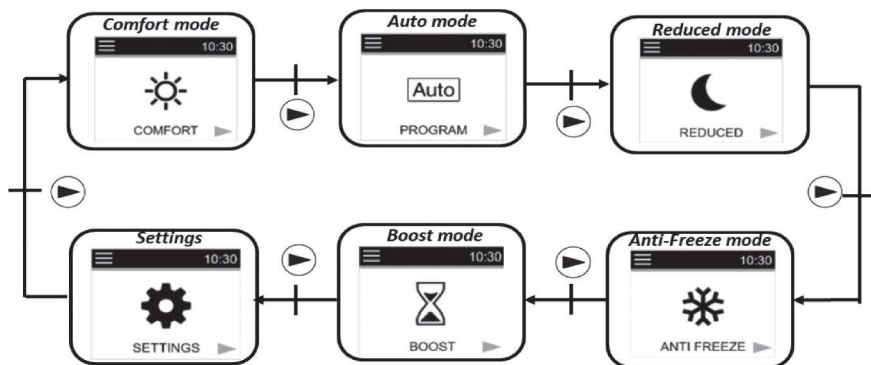 Comfort mode
10:30
COMFORT
Auto mode
10:30
Auto
PROGRAM
Reduced mode
10:30
REDUCED
Settings
10:30
SETTINGS
Boost mode
10:30
BOOST
Anti-Freeze mode
10:30
ANTI FREEZE